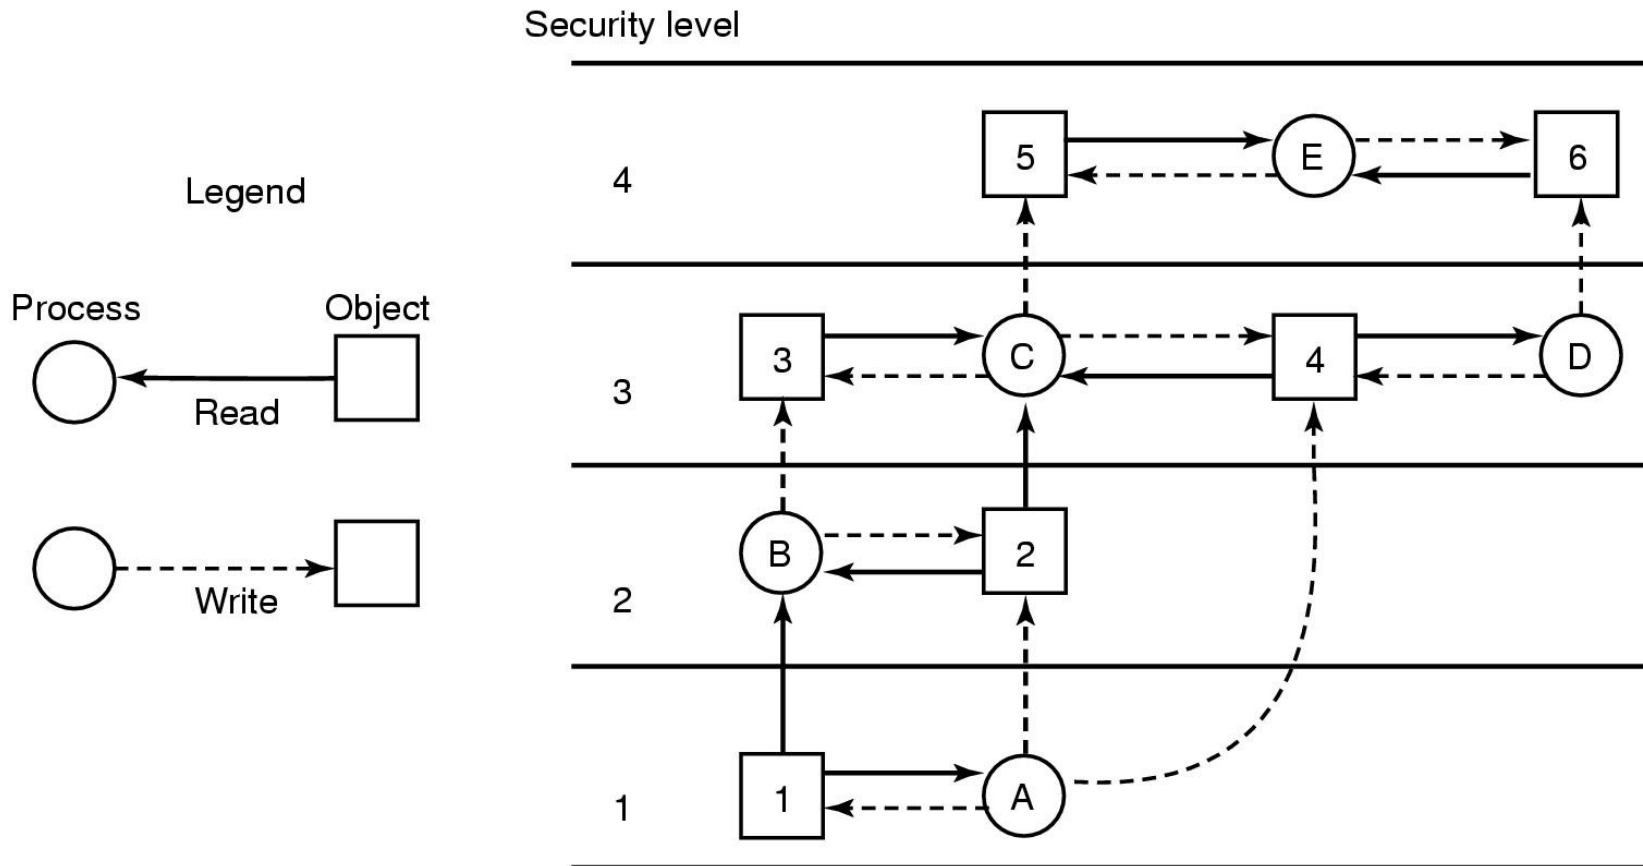 Security level
Legend
Process Object
Read
Write
4
5 E 6
3
3 C 4 D
2
B 2
1
1 A